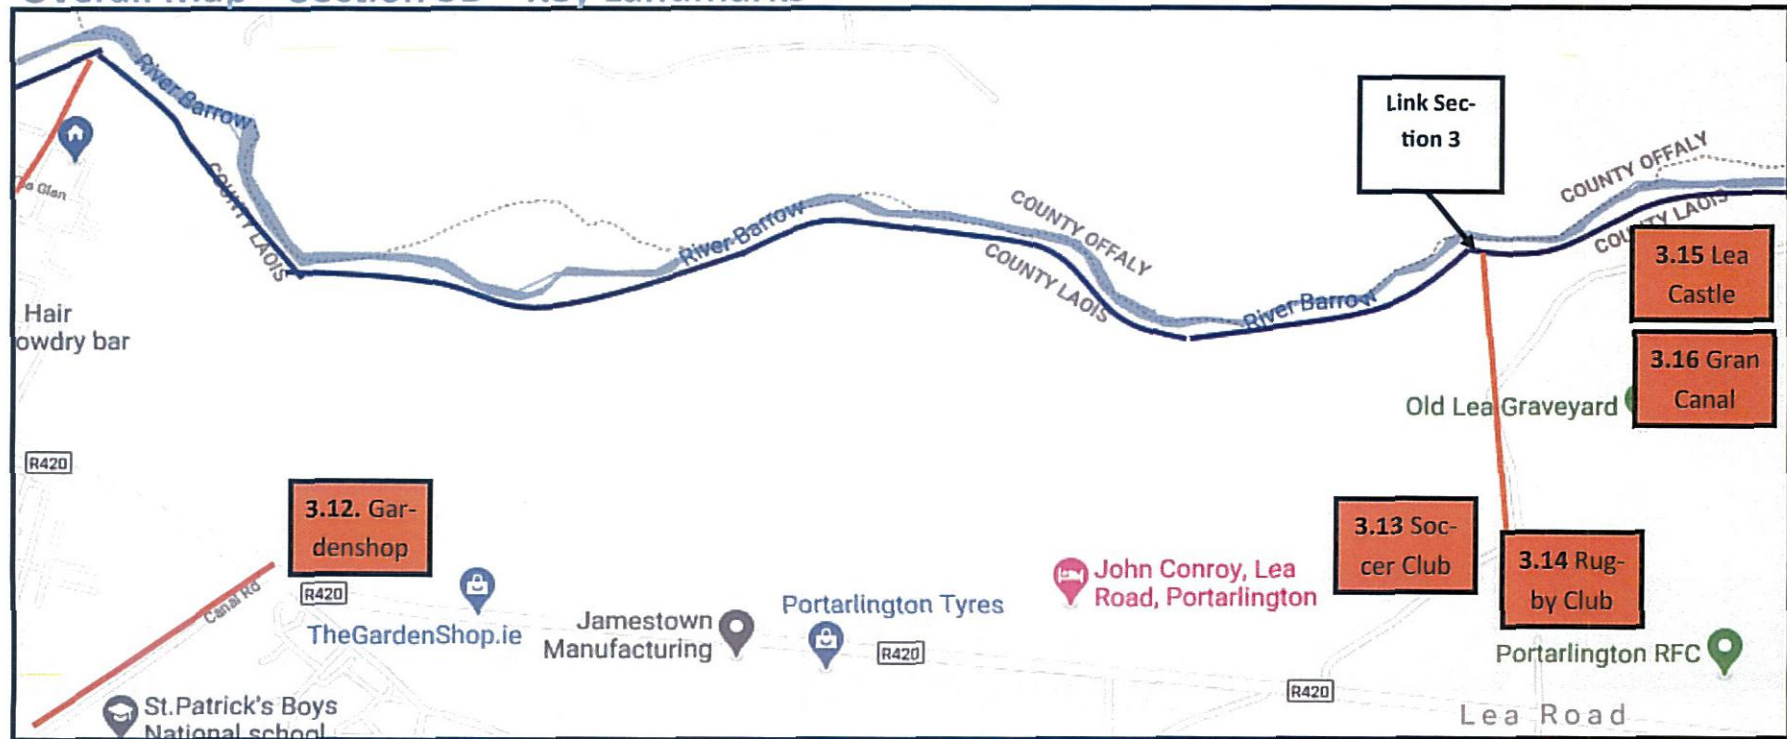 River Barrow
COUNTY LAOIS
Hair
owdry bar
River Barrow
COUNTY OFFALY
COUNTY LAOIS
River Barrow
Link Sec-
tion 3
COUNTY OFFALY
COUNTY LAOIS
3.15 Lea
Castle
3.16 Gran
Canal
Old Lea Graveyard
R420
3.12. Gar-
denshop
Canal Rd
R420
TheGardenShop.ie
Jamestown
Manufacturing
Portarlington Tyres
R420
John Conroy, Lea
Road, Portarlington
3.13 Soc-
cer Club
3.14 Rug-
by Club
Portarlington RFC
R420
Lea Road
St.Patrick's Boys
National school